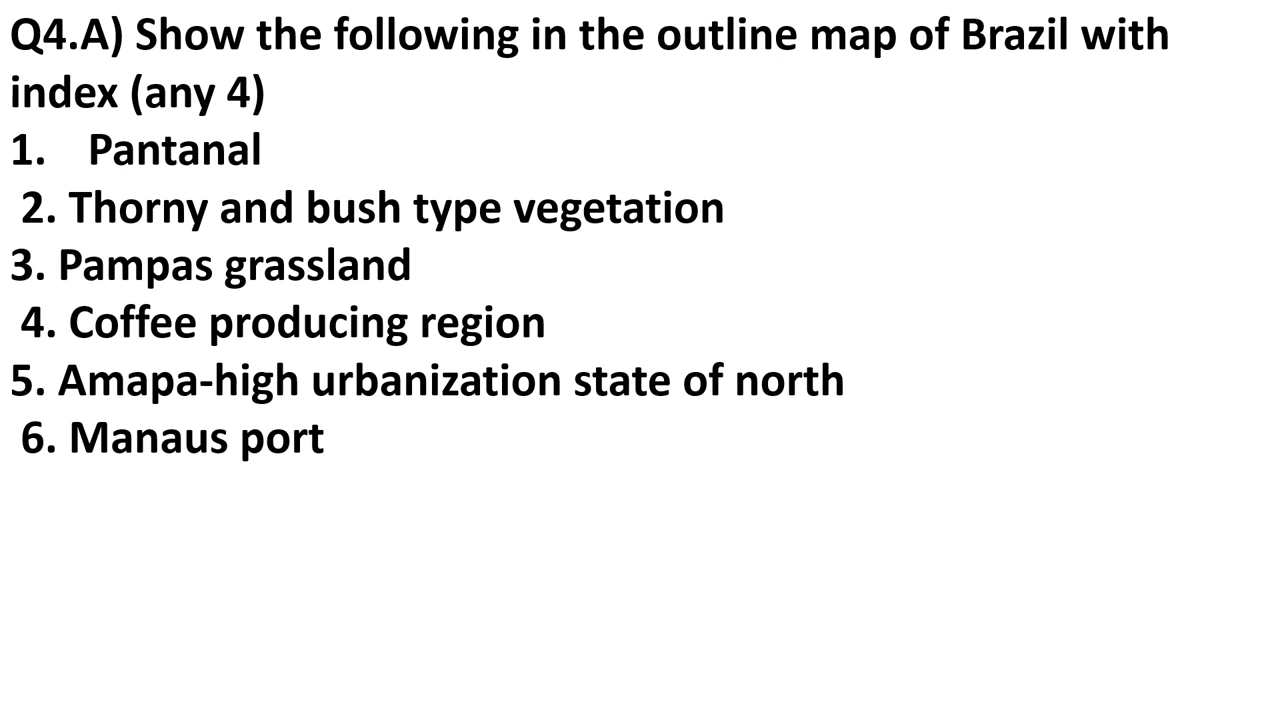 Q4.A) Show the following in the outline map of Brazil with
index (any 4)
1. Pantanal
2. Thorny and bush type vegetation
3. Pampas grassland
4. Coffee producing region
5. Amapa-high urbanization state of north
6. Manaus port